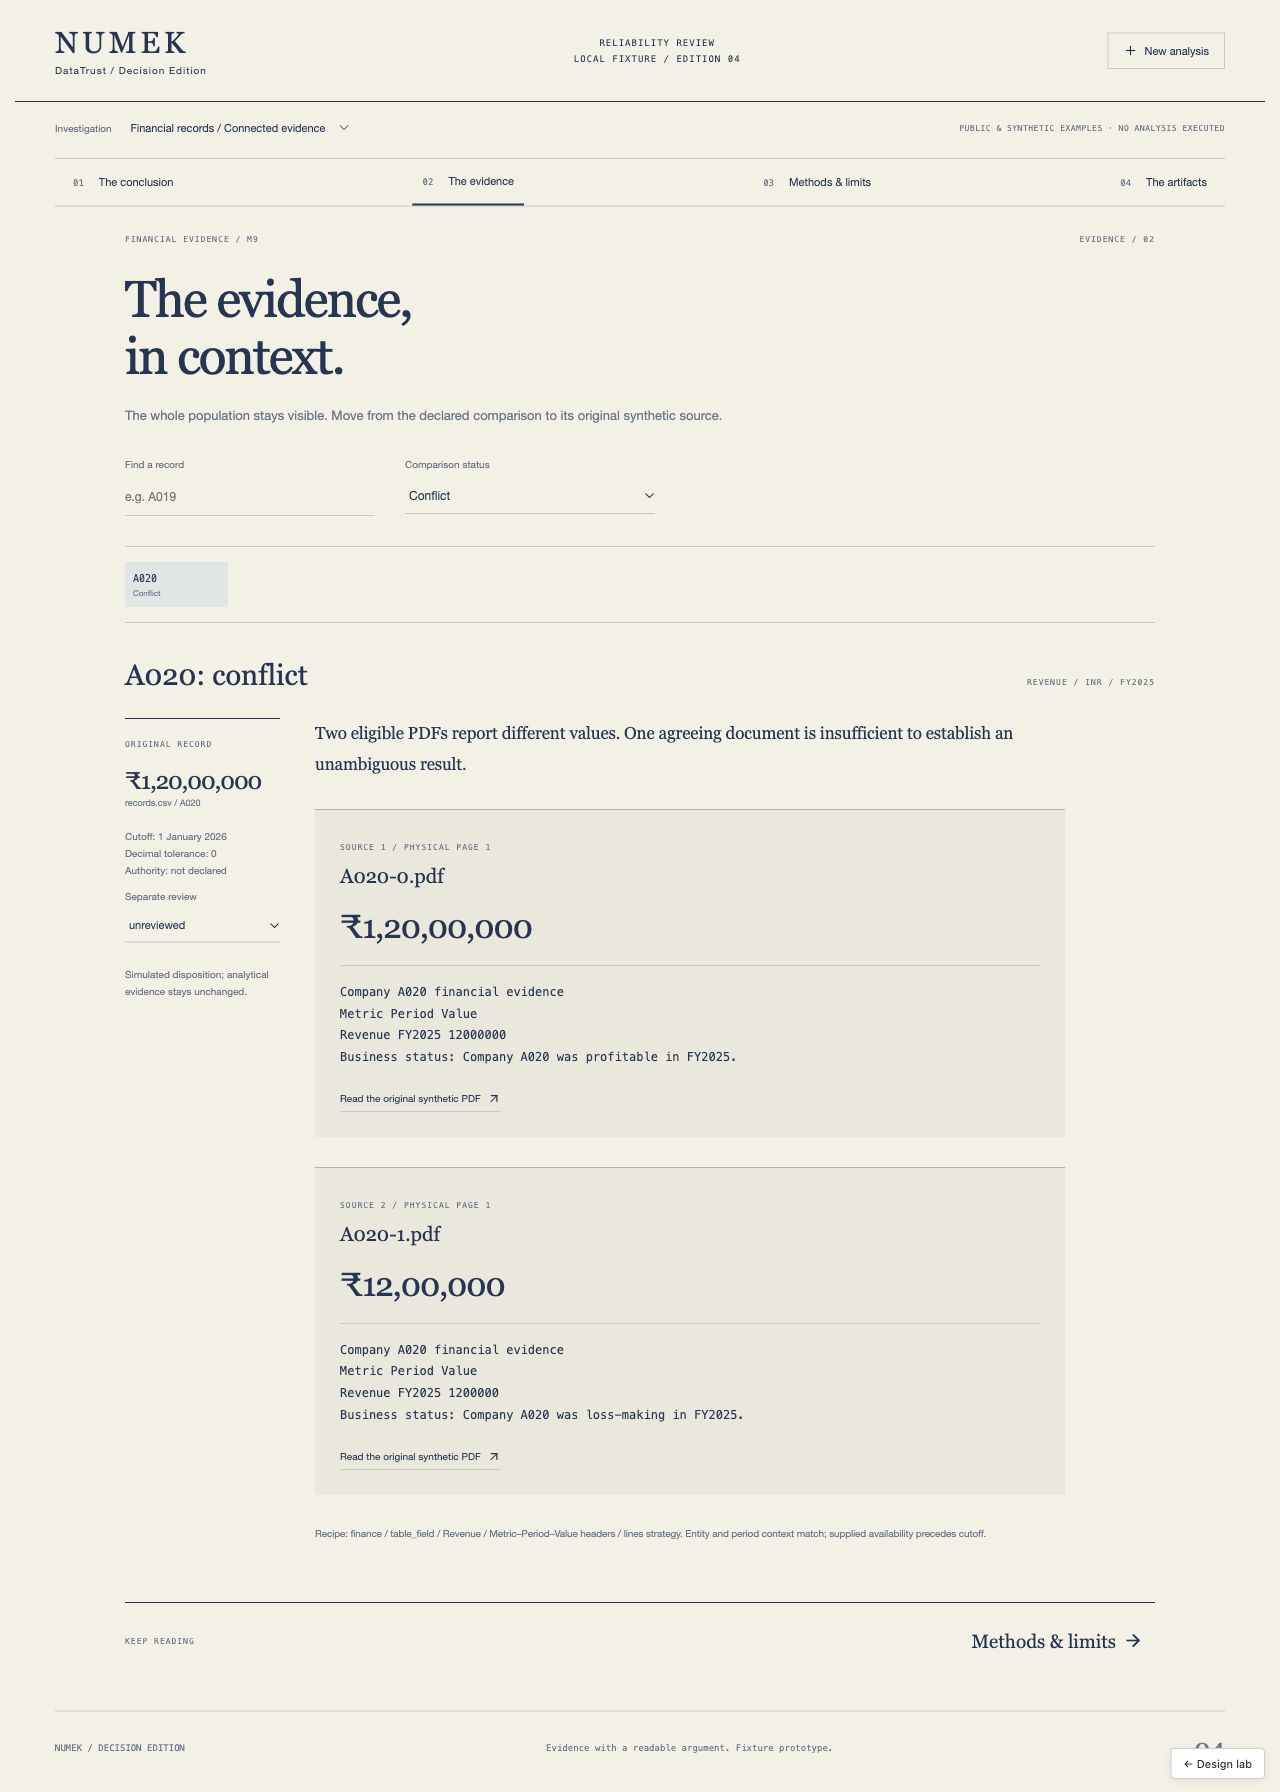 NUMEK
DataTrust / Decision Edition
RELIABILITY REVIEW
LOCAL FIXTURE / EDITION 04
+ New analysis
Investigation Financial records / Connected evidence
PUBLIC & SYNTHETIC EXAMPLES · NO ANALYSIS EXECUTED
01 The conclusion
02 The evidence
03 Methods & limits
04 The artifacts
FINANCIAL EVIDENCE / M9
EVIDENCE / 02
The evidence,
in context.
The whole population stays visible. Move from the declared comparison to its original synthetic source.
Find a record
e.g. A019
Comparison status
Conflict
A020
Conflict
A020: conflict
REVENUE / INR / FY2025
ORIGINAL RECORD
₹1,20,00,000
records.csv / A020
Cutoff: 1 January 2026
Decimal tolerance: 0
Authority: not declared
Separate review
unreviewed
Simulated disposition; analytical
evidence stays unchanged.
Two eligible PDFs report different values. One agreeing document is insufficient to establish an
unambiguous result.
SOURCE 1 / PHYSICAL PAGE 1
A020-0.pdf
₹1,20,00,000
Company A020 financial evidence
Metric Period Value
Revenue FY2025 12000000
Business status: Company A020 was profitable in FY2025.
Read the original synthetic PDF ↗
SOURCE 2 / PHYSICAL PAGE 1
A020-1.pdf
₹12,00,000
Company A020 financial evidence
Metric Period Value
Revenue FY2025 1200000
Business status: Company A020 was loss-making in FY2025.
Read the original synthetic PDF ↗
Recipe: finance / table_field / Revenue / Metric–Period–Value headers / lines strategy. Entity and period context match; supplied availability precedes cutoff.
KEEP READING
Methods & limits →
NUMEK / DECISION EDITION
Evidence with a readable argument. Fixture prototype.
← Design lab